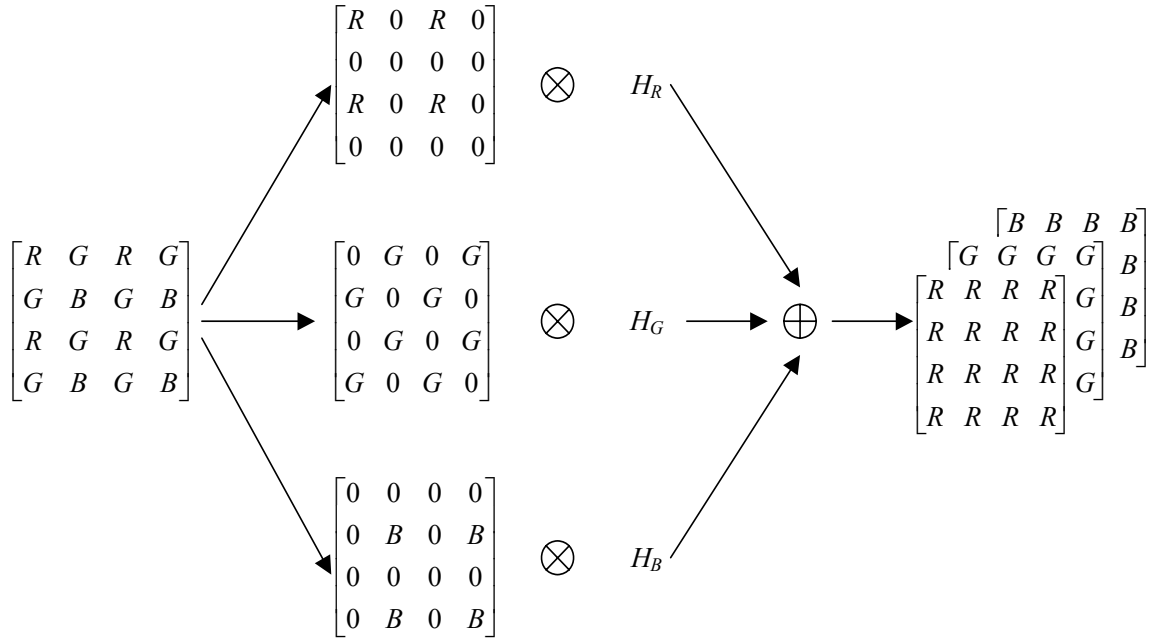 R 0 R 0
0 0 0 0
R 0 R 0
0 0 0 0
⊗ H_R
R G R G
G B G B
R G R G
G B G B
0 G 0 G
G 0 G 0
0 G 0 G
G 0 G 0
⊗ H_G
⊕
B B B B
B
B
B
G G G G
G
G
G
R R R R
R R R R
R R R R
R R R R
0 0 0 0
0 B 0 B
0 0 0 0
0 B 0 B
⊗ H_B